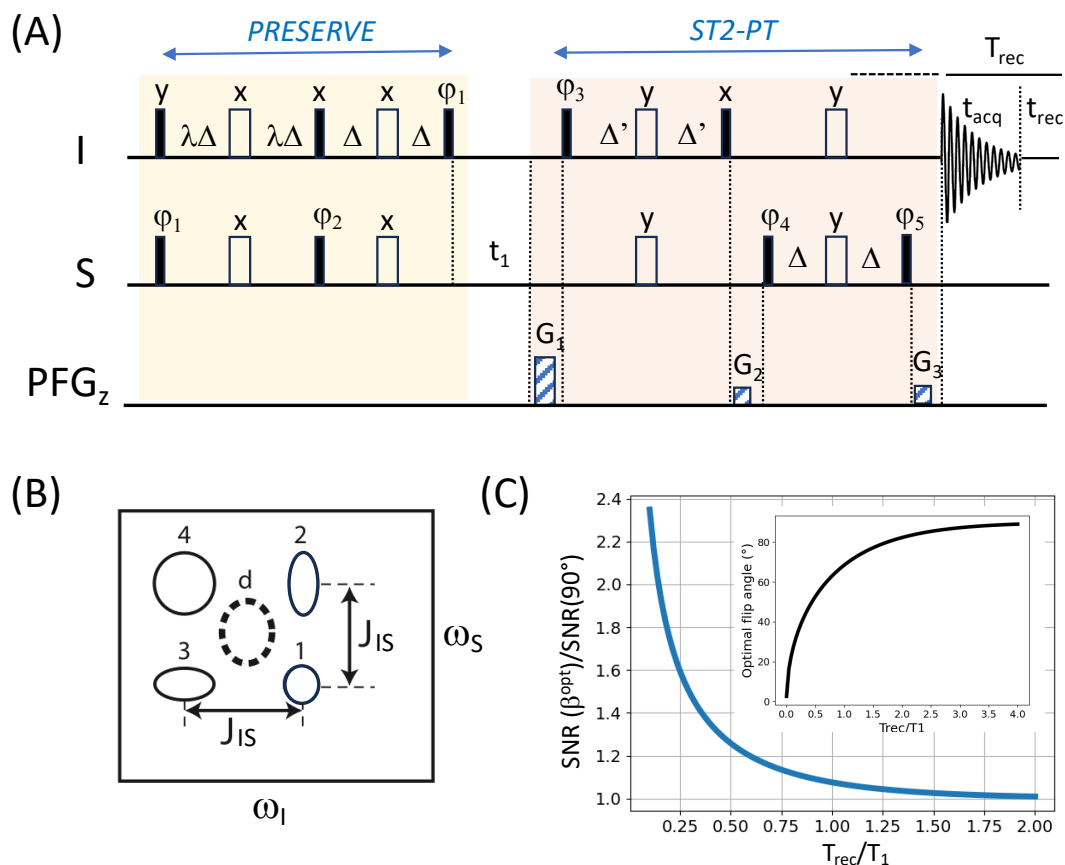 (A)
PRESERVE
ST2-PT
y x x x φ1 φ3 y x y Trec
I λΔ λΔ Δ Δ Δ' Δ' tacq trec
φ1 x φ2 x y φ4 y φ5
S t1 Δ Δ
G1 G2 G3
PFGz
(B)
4 2
d
JIS
ωS
3 1
JIS
ωI
(C)
SNR (βopt)/SNR(90°)
2.4
2.2
2.0
1.8
1.6
1.4
1.2
1.0
Optimal flip angle (°)
80
60
40
20
0
0.0 0.5 1.0 1.5 2.0 2.5 3.0 3.5 4.0
Trec/T1
0.25 0.50 0.75 1.00 1.25 1.50 1.75 2.00
Trec/T1